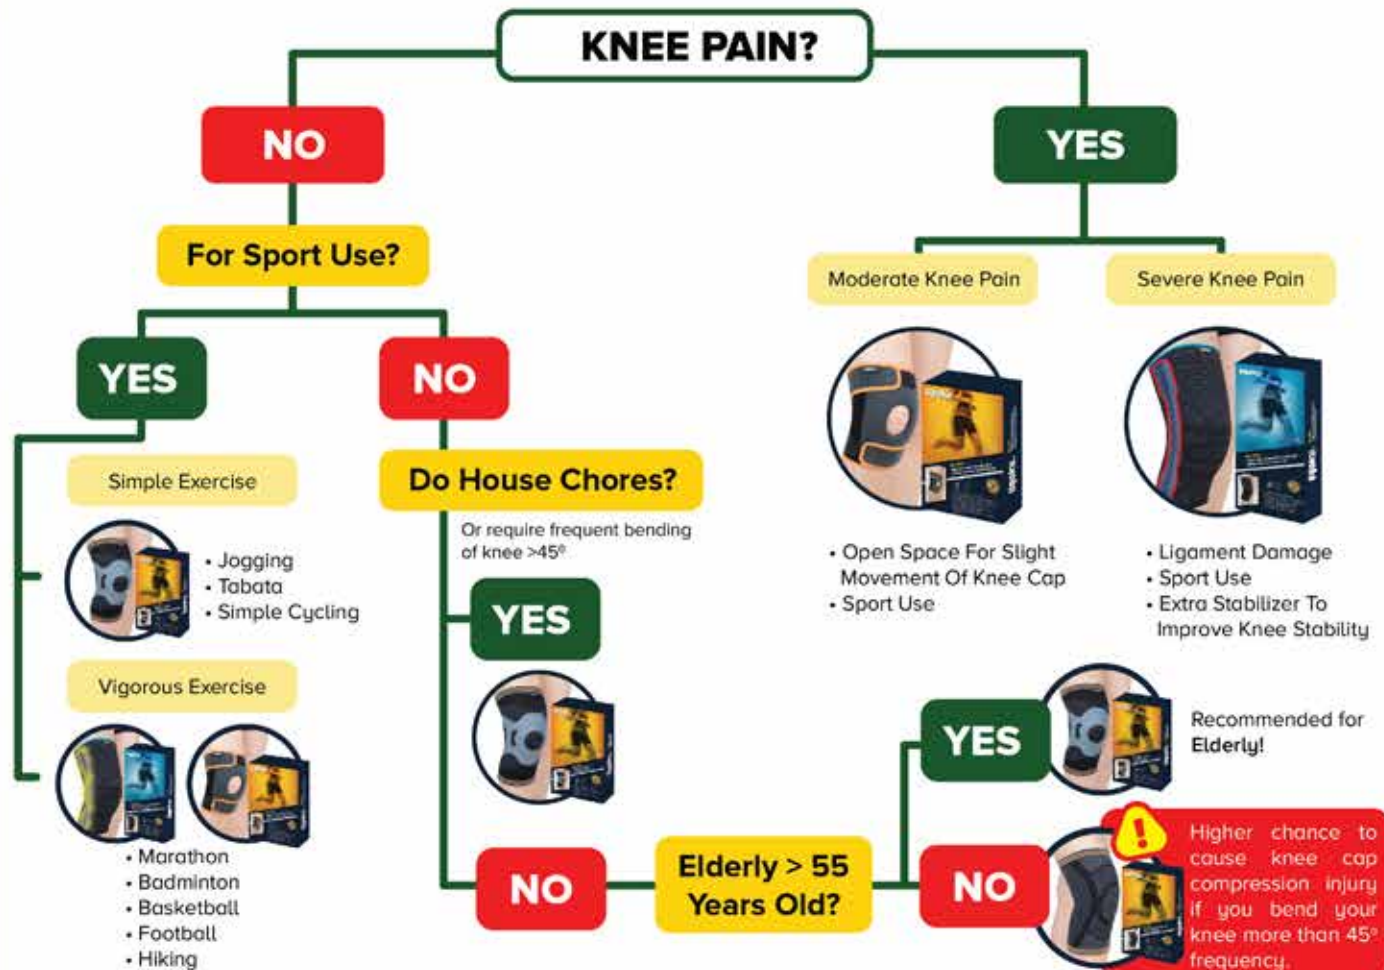 KNEE PAIN?
NO
YES
For Sport Use?
Moderate Knee Pain
Severe Knee Pain
YES
NO
Simple Exercise
• Jogging
• Tabata
• Simple Cycling
Vigorous Exercise
• Marathon
• Badminton
• Basketball
• Football
• Hiking
Do House Chores?
Or require frequent bending
of knee >45º
YES
NO
• Open Space For Slight
Movement Of Knee Cap
• Sport Use
• Ligament Damage
• Sport Use
• Extra Stabilizer To
Improve Knee Stability
Elderly > 55
Years Old?
YES
Recommended for
Elderly!
NO
!
Higher chance to
cause knee cap
compression injury
if you bend your
knee more than 45º
frequency.